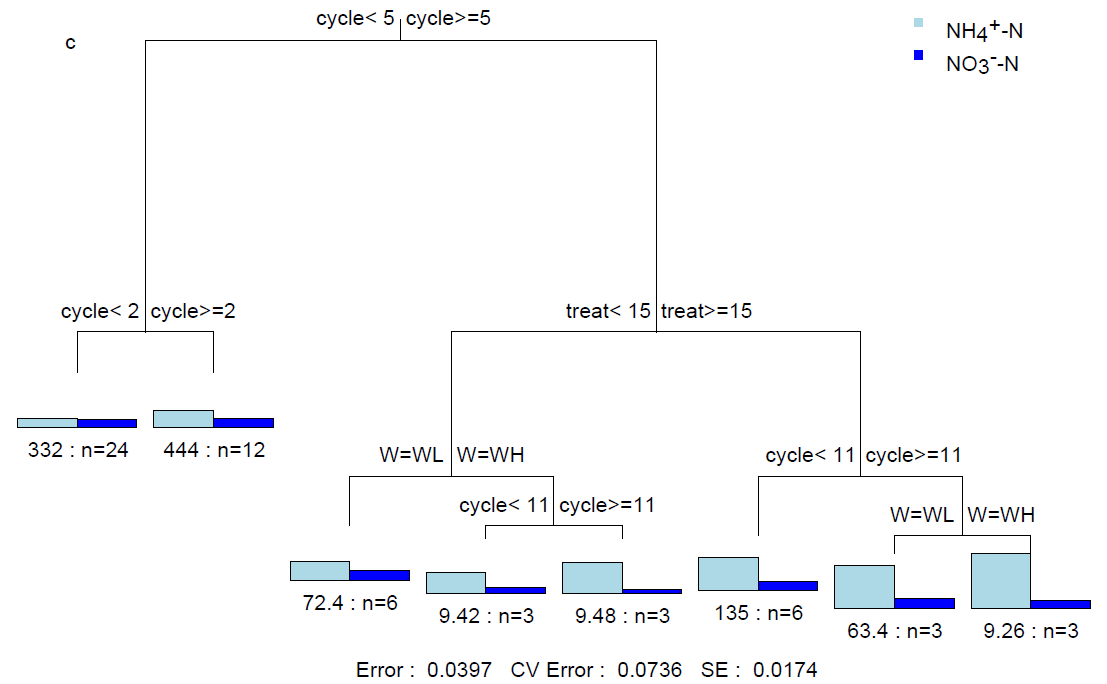 cycle< 5 cycle>=5
c
NH4+-N
NO3--N
cycle< 2 cycle>=2
treat< 15 treat>=15
332 : n=24 444 : n=12
W=WL W=WH
cycle< 11 cycle>=11
cycle< 11 cycle>=11
W=WL W=WH
72.4 : n=6
9.42 : n=3
9.48 : n=3
135 : n=6
63.4 : n=3
9.26 : n=3
Error : 0.0397 CV Error : 0.0736 SE : 0.0174